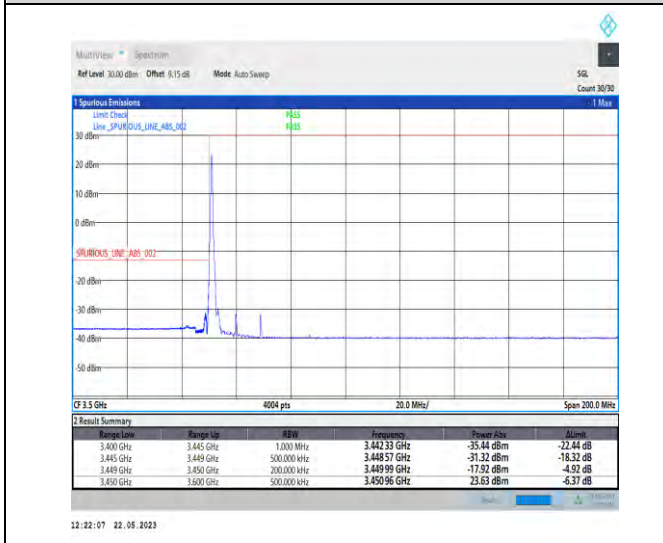 MultiView Spectrum
Ref Level 30.00 dBm Offset 9.15 dB Mode Auto Sweep SGL
Count 30/30
1 Spurious Emissions 1 Max
Limit Check PASS
Line _SPURIOUS_LINE_ABS_002 PASS
30 dBm
20 dBm
10 dBm
0 dBm
SPURIOUS_LINE_ABS_002
-20 dBm
-30 dBm
-40 dBm
-50 dBm
CF 3.5 GHz 4004 pts 20.0 MHz/ Span 200.0 MHz
2 Result Summary
Range Low Range Up RBW Frequency Power Abs ΔLimit
3.400 GHz 3.445 GHz 1.000 MHz 3.442 33 GHz -35.44 dBm -22.44 dB
3.445 GHz 3.449 GHz 500.000 kHz 3.448 57 GHz -31.32 dBm -18.32 dB
3.449 GHz 3.450 GHz 200.000 kHz 3.449 99 GHz -17.92 dBm -4.92 dB
3.450 GHz 3.600 GHz 500.000 kHz 3.450 96 GHz 23.63 dBm -6.37 dB
12:22:07 22.05.2023